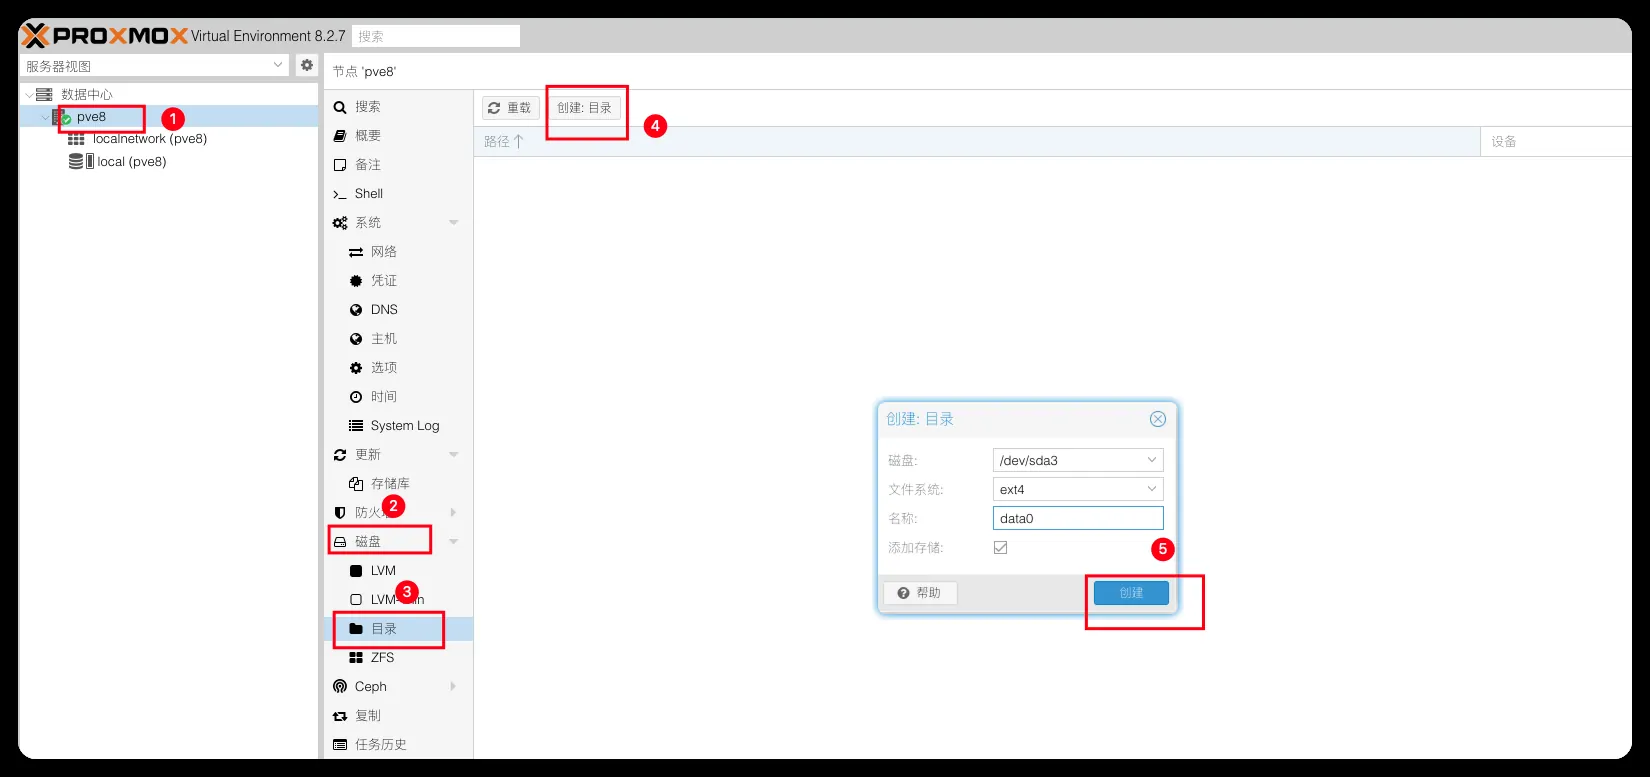 PROXMOX Virtual Environment 8.2.7 搜索
服务器视图
数据中心
pve8
1
localnetwork (pve8)
local (pve8)
节点 'pve8'
搜索
概要
备注
Shell
系统
网络
凭证
DNS
主机
选项
时间
System Log
更新
存储库
2
防火
磁盘
LVM
3
目录
ZFS
Ceph
复制
任务历史
重载
创建: 目录
4
路径
设备
创建: 目录
磁盘: /dev/sda3
文件系统: ext4
名称: data0
添加存储:
5
帮助
创建